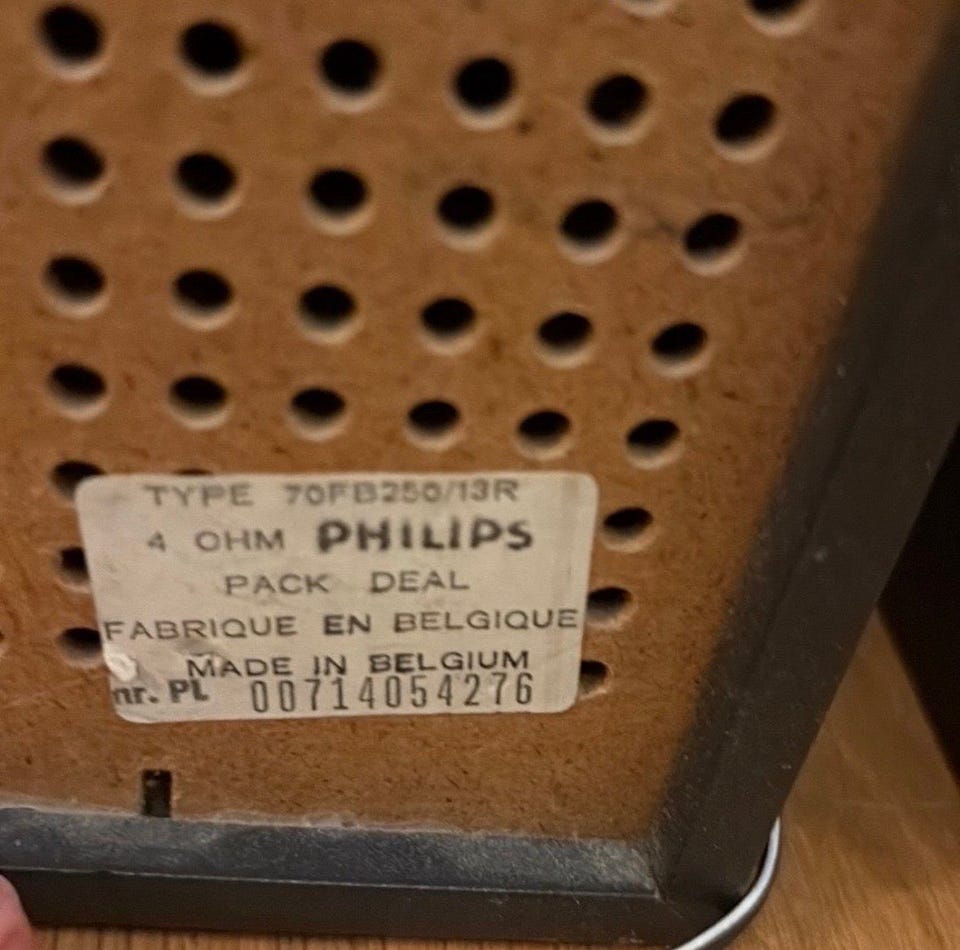 TYPE 70FB250/13R
4 OHM PHILIPS
PACK DEAL
FABRIQUE EN BELGIQUE
MADE IN BELGIUM
nr. PL 00714054276